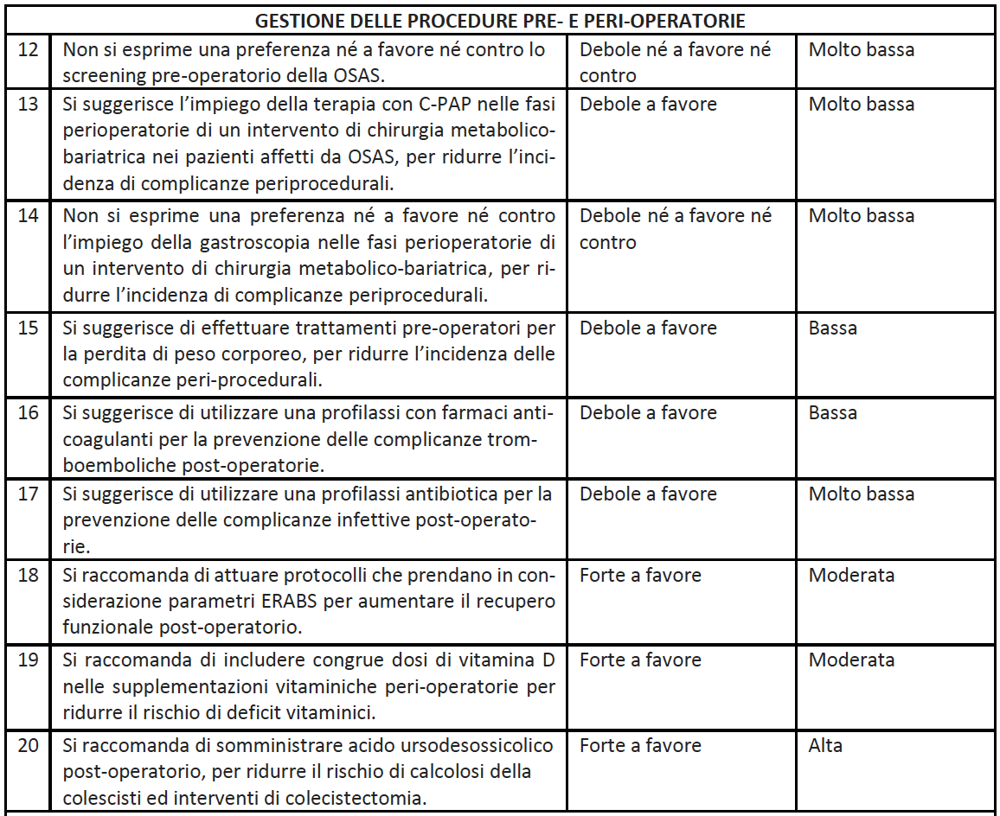 GESTIONE DELLE PROCEDURE PRE- E PERI-OPERATORIE
12 Non si esprime una preferenza né a favore né contro lo Debole né a favore né Molto bassa
screening pre-operatorio della OSAS. contro
13 Si suggerisce l'impiego della terapia con C-PAP nelle fasi Debole a favore Molto bassa
perioperatorie di un intervento di chirurgia metabolico-
bariatrica nei pazienti affetti da OSAS, per ridurre l'inci-
denza di complicanze periprocedurali.
14 Non si esprime una preferenza né a favore né contro Debole né a favore né Molto bassa
l'impiego della gastroscopia nelle fasi perioperatorie di contro
un intervento di chirurgia metabolico-bariatrica, per ri-
durre l'incidenza di complicanze periprocedurali.
15 Si suggerisce di effettuare trattamenti pre-operatori per Debole a favore Bassa
la perdita di peso corporeo, per ridurre l'incidenza delle
complicanze peri-procedurali.
16 Si suggerisce di utilizzare una profilassi con farmaci anti- Debole a favore Bassa
coagulanti per la prevenzione delle complicanze trom-
boemboliche post-operatorie.
17 Si suggerisce di utilizzare una profilassi antibiotica per la Debole a favore Molto bassa
prevenzione delle complicanze infettive post-operato-
rie.
18 Si raccomanda di attuare protocolli che prendano in con- Forte a favore Moderata
siderazione parametri ERABS per aumentare il recupero
funzionale post-operatorio.
19 Si raccomanda di includere congrue dosi di vitamina D Forte a favore Moderata
nelle supplementazioni vitaminiche peri-operatorie per
ridurre il rischio di deficit vitaminici.
20 Si raccomanda di somministrare acido ursodesossicolico Forte a favore Alta
post-operatorio, per ridurre il rischio di calcolosi della
colescisti ed interventi di colecistectomia.